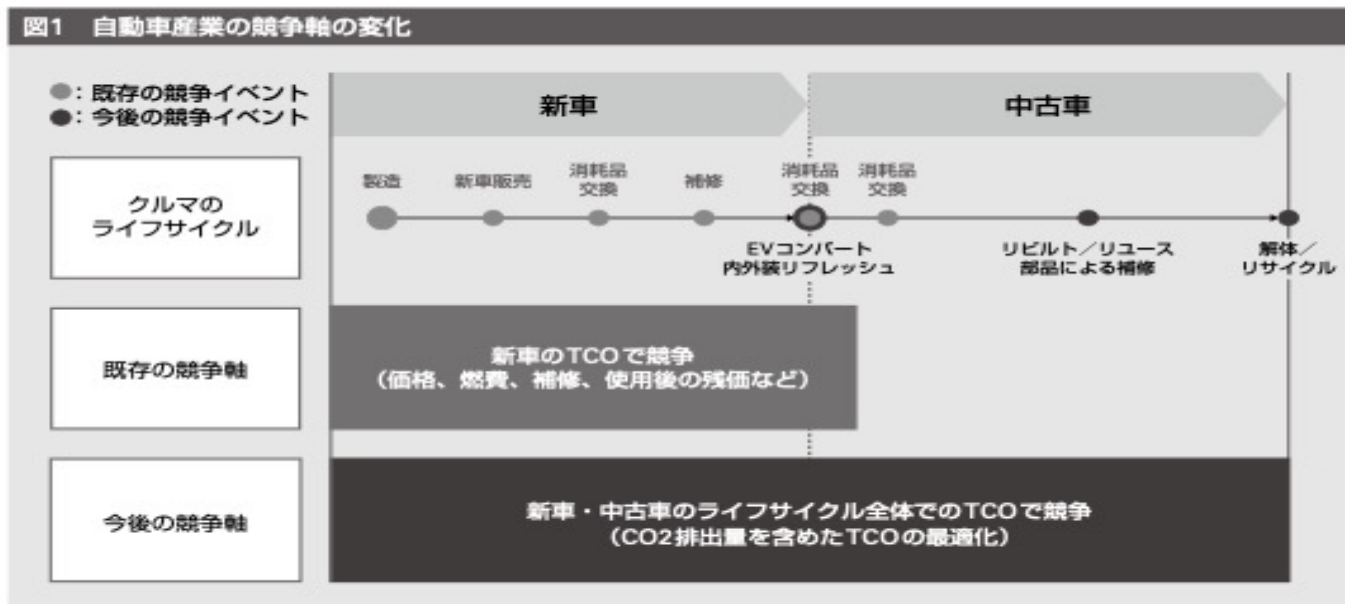 図1 自動車産業の競争軸の変化
●：既存の競争イベント
●：今後の競争イベント
新車
中古車
クルマの
ライフサイクル
製造
新車販売
消耗品
交換
補修
消耗品
交換
消耗品
交換
EVコンバート
内外装リフレッシュ
リビルト／リユース
部品による補修
解体／
リサイクル
既存の競争軸
新車のTCOで競争
（価格、燃費、補修、使用後の残価など）
今後の競争軸
新車・中古車のライフサイクル全体でのTCOで競争
（CO2排出量を含めたTCOの最適化）